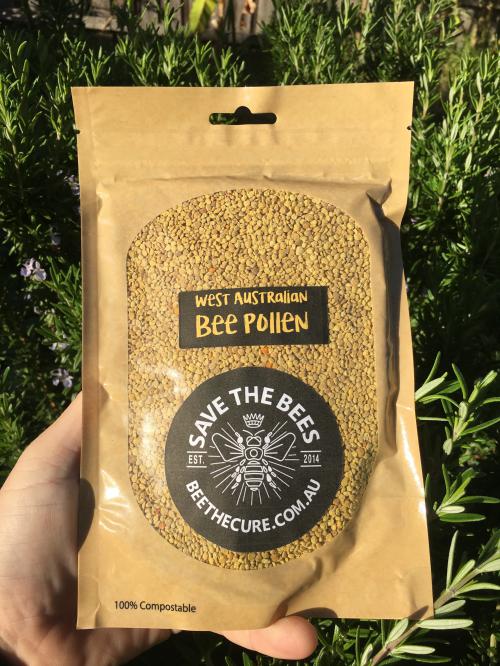 West Australian
Bee Pollen
SAVE THE BEES
EST. 2014
BEETHECURE.COM.AU
100% Compostable